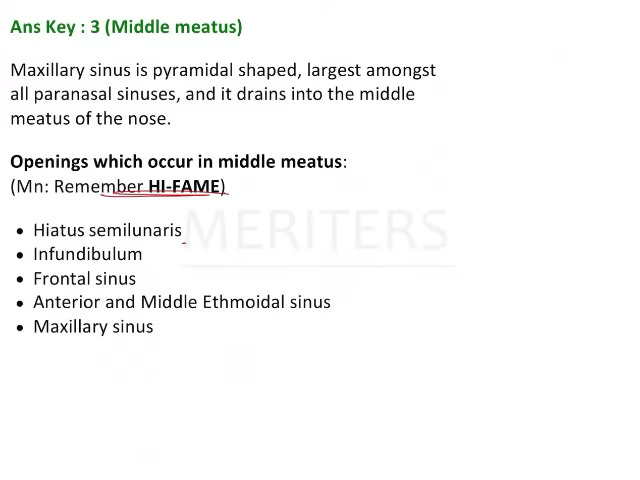 Ans Key : 3 (Middle meatus)
Maxillary sinus is pyramidal shaped, largest amongst
all paranasal sinuses, and it drains into the middle
meatus of the nose.
Openings which occur in middle meatus:
(Mn: Remember HI-FAME)
• Hiatus semilunaris
• Infundibulum
• Frontal sinus
• Anterior and Middle Ethmoidal sinus
• Maxillary sinus
MERITERS